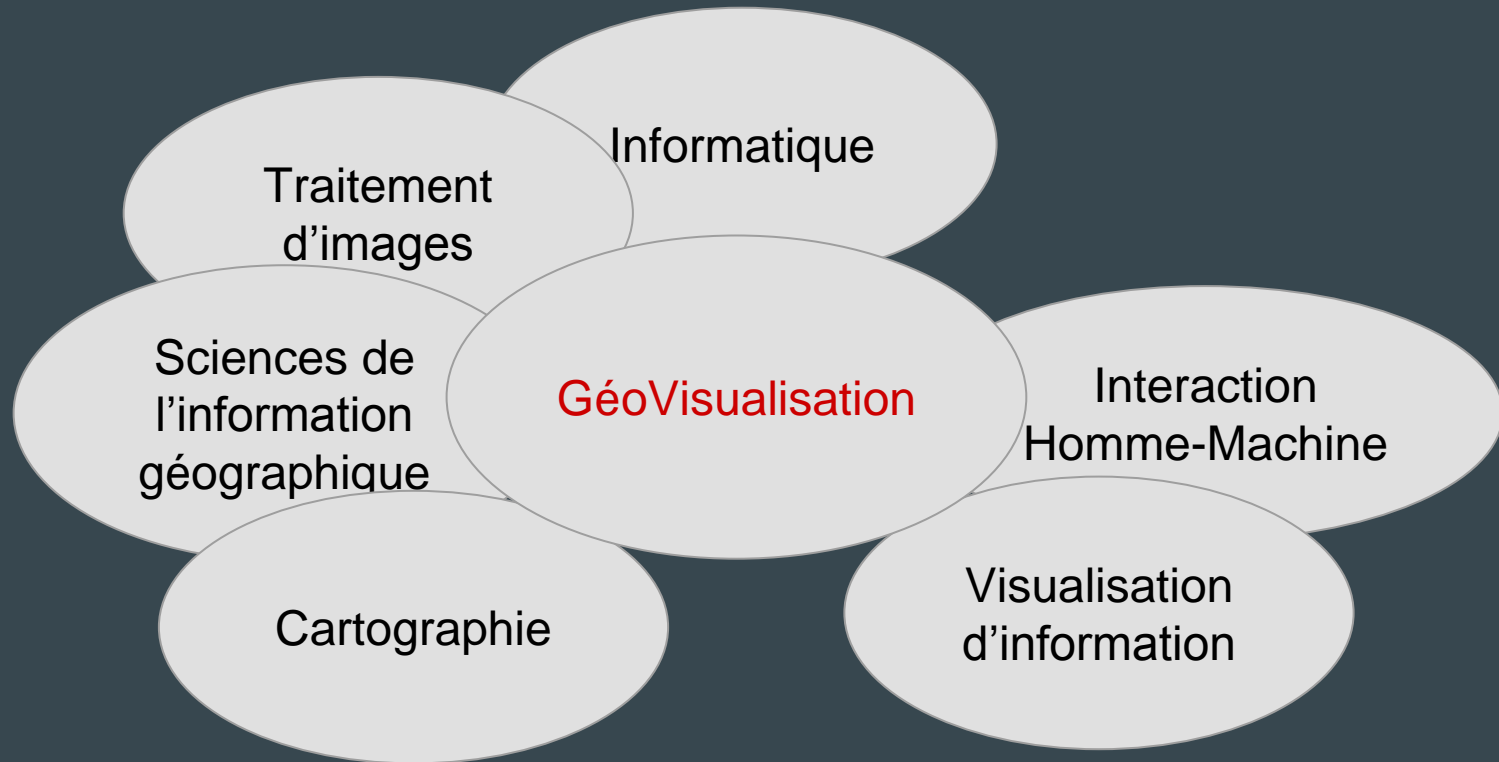 Informatique
Traitement
d’images
Sciences de
l’information
géographique
GéoVisualisation
Interaction
Homme-Machine
Cartographie
Visualisation
d’information